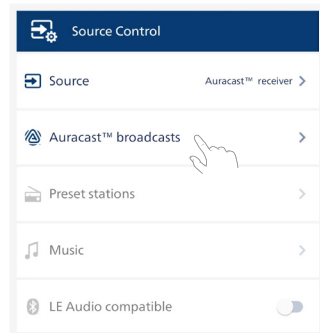 Source Control
Source Auracast™ receiver
Auracast™ broadcasts
Preset stations
Music
LE Audio compatible